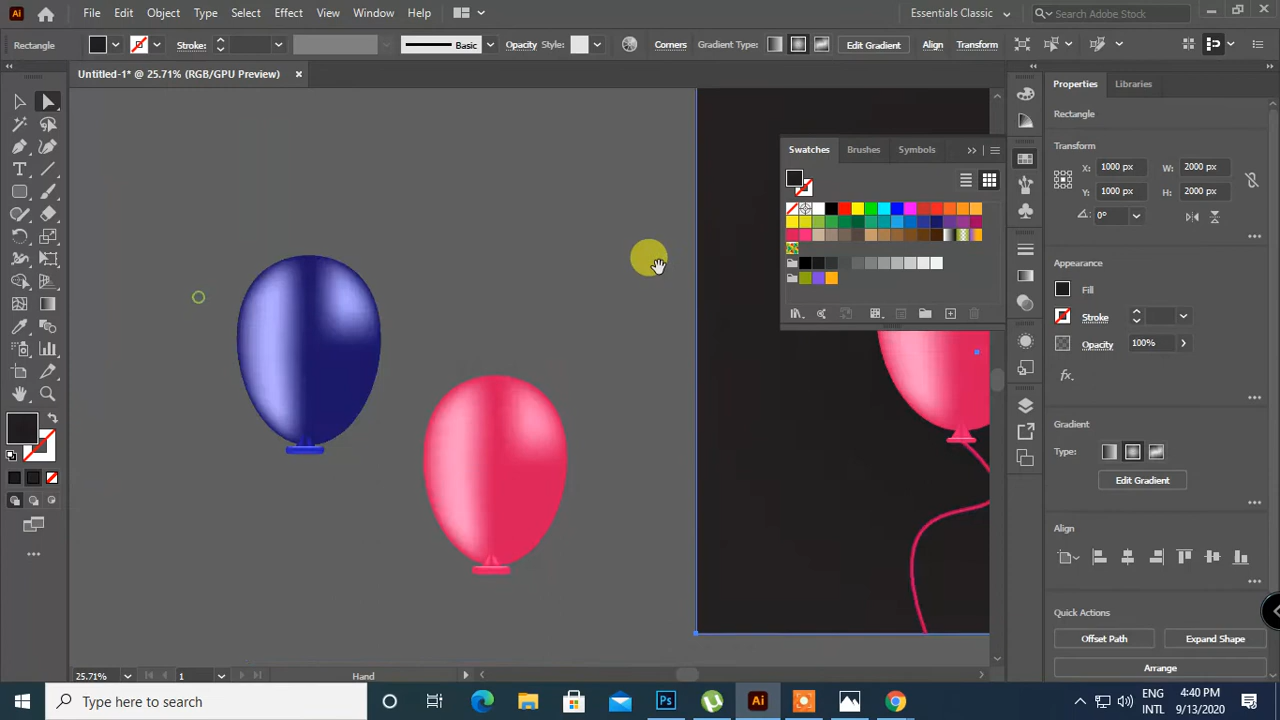 Ai File Edit Object Type Select Effect View Window Help Essentials Classic Search Adobe Stock
Rectangle Stroke: Basic Opacity Style: Corners Gradient Type: Edit Gradient Align Transform
Untitled-1* @ 25.71% (RGB/GPU Preview) ×
Properties Libraries
Rectangle
Transform
X: 1000 px W: 2000 px
Y: 1000 px H: 2000 px
0°
Swatches Brushes Symbols
Appearance
Fill
Stroke
Opacity 100%
fx.
Gradient
Type:
Edit Gradient
Align
Quick Actions
Offset Path Expand Shape
Arrange
25.71% 1 Hand
Type here to search Ps Ai ENG INTL 4:40 PM 9/13/2020